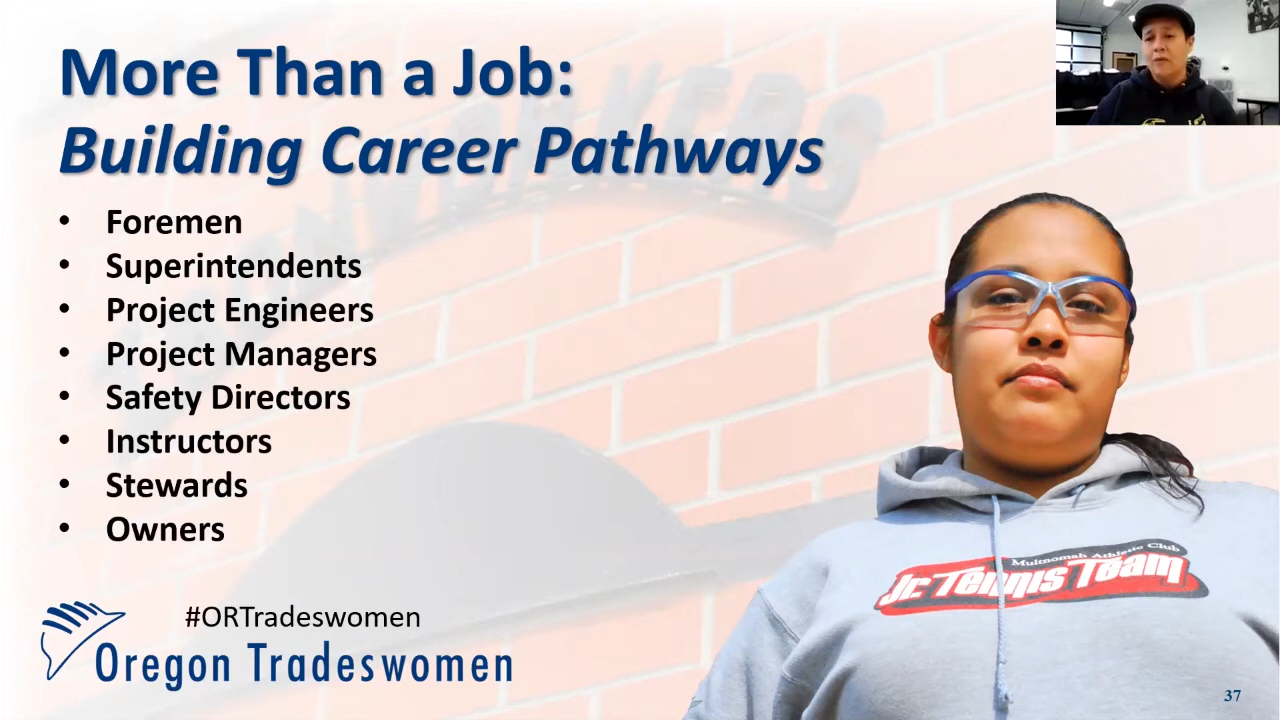 More Than a Job:
Building Career Pathways
• Foremen
• Superintendents
• Project Engineers
• Project Managers
• Safety Directors
• Instructors
• Stewards
• Owners
#ORTradeswomen
Oregon Tradeswomen
Multnomah Athletic Club
Jr. Tennis Team
37